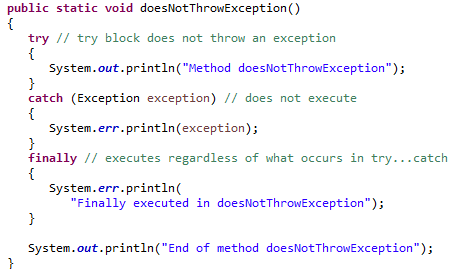 public static void doesNotThrowException()
{
   try // try block does not throw an exception
   {
      System.out.println("Method doesNotThrowException");
   }
   catch (Exception exception) // does not execute
   {
      System.err.println(exception);
   }
   finally // executes regardless of what occurs in try...catch
   {
      System.err.println(
         "Finally executed in doesNotThrowException");
   }

   System.out.println("End of method doesNotThrowException");
}